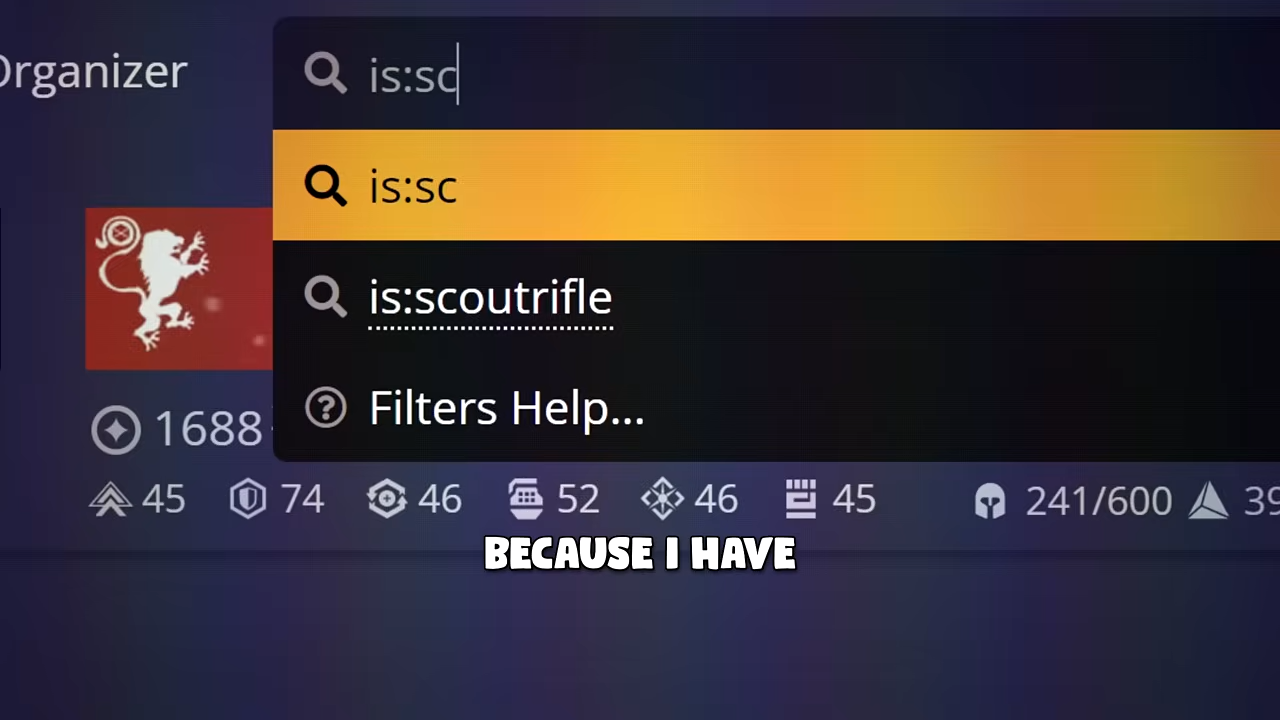 Organizer
is:sc
is:sc
is:scoutrifle
Filters Help...
1688
45 74 46 52 46 45 241/600 39
BECAUSE I HAVE